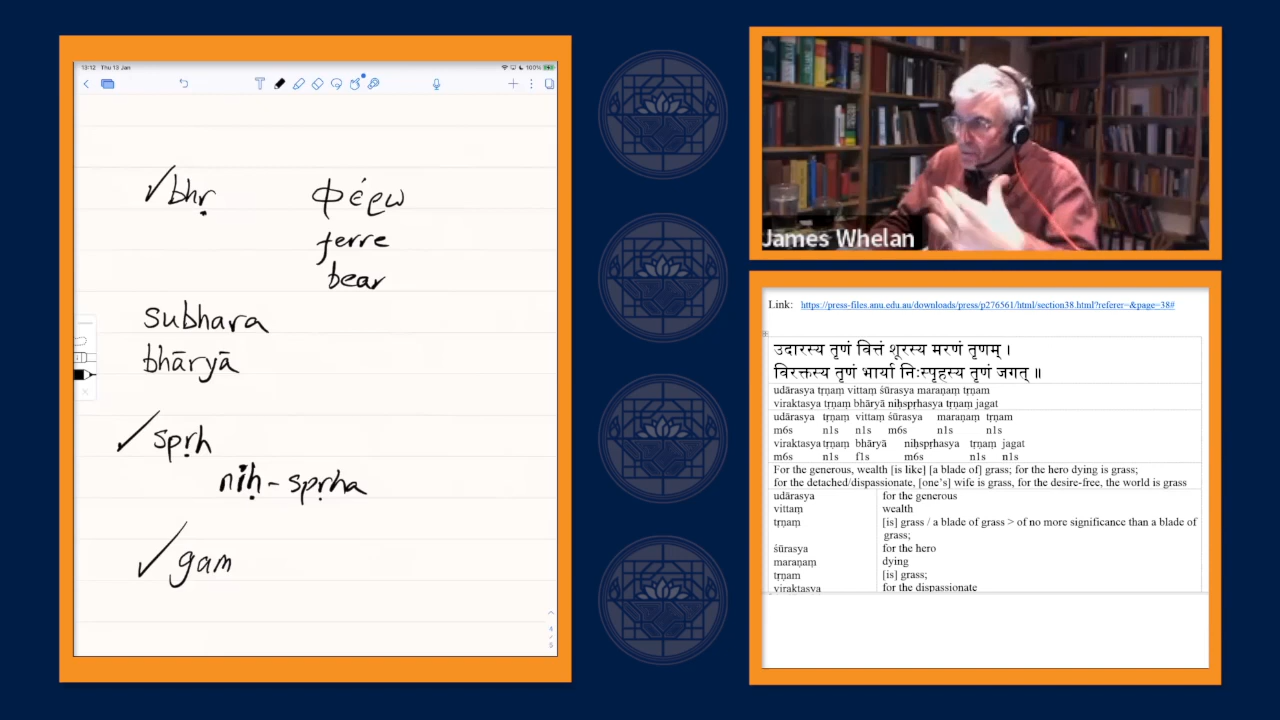 13:12 Thu 13 Jan
100%
√bhṛ
φέρω
ferre
bear
subhara
bhāryā
√spṛh
niḥ-spṛha
√gam
4
/
5
James Whelan
Link: https://press-files.anu.edu.au/downloads/press/p276561/html/section38.html?referer=&page=38#
उदारस्य तृणं वित्तं शूरस्य मरणं तृणम् ।
विरक्तस्य तृणं भार्या निःस्पृहस्य तृणं जगत् ॥
udārasya tṛṇaṃ vittaṃ śūrasya maraṇaṃ tṛṇam
viraktasya tṛṇaṃ bhāryā niḥspṛhasya tṛṇaṃ jagat
udārasya tṛṇaṃ vittaṃ śūrasya maraṇaṃ tṛṇam
m6s n1s n1s m6s n1s n1s
viraktasya tṛṇaṃ bhāryā niḥspṛhasya tṛṇaṃ jagat
m6s n1s f1s m6s n1s n1s
For the generous, wealth [is like] [a blade of] grass; for the hero dying is grass;
for the detached/dispassionate, [one's] wife is grass, for the desire-free, the world is grass
udārasya for the generous
vittaṃ wealth
tṛṇaṃ [is] grass / a blade of grass > of no more significance than a blade of
grass;
śūrasya for the hero
maraṇaṃ dying
tṛṇam [is] grass;
viraktasya for the dispassionate